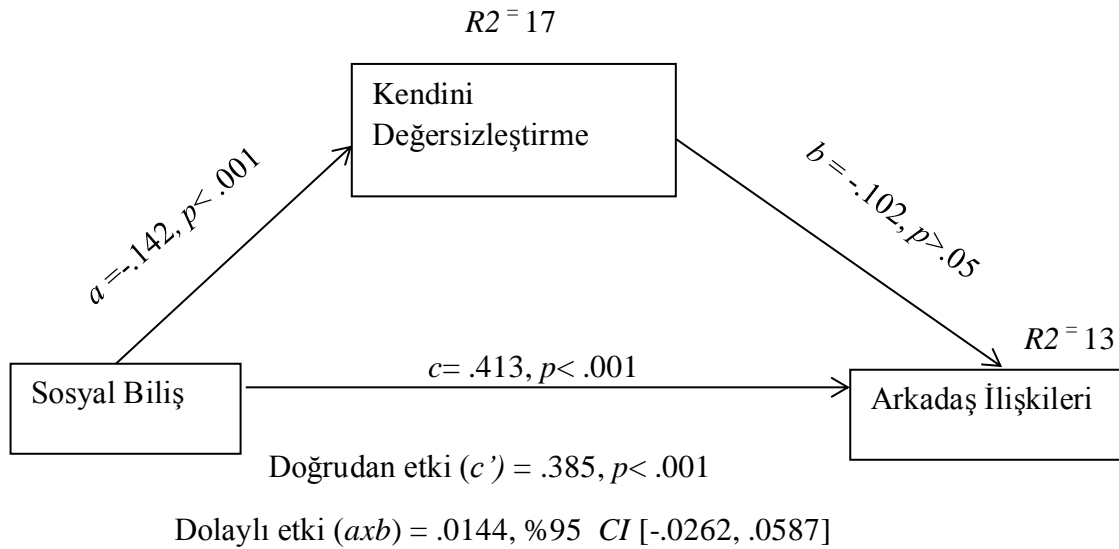 R2 = 17
Kendini
Değersizleştirme
a =-.142, p< .001
b = -.102, p>.05
R2 = 13
Sosyal Biliş
c= .413, p< .001
Arkadaş İlişkileri
Doğrudan etki (c’) = .385, p< .001
Dolaylı etki (axb) = .0144, %95 CI [-.0262, .0587]